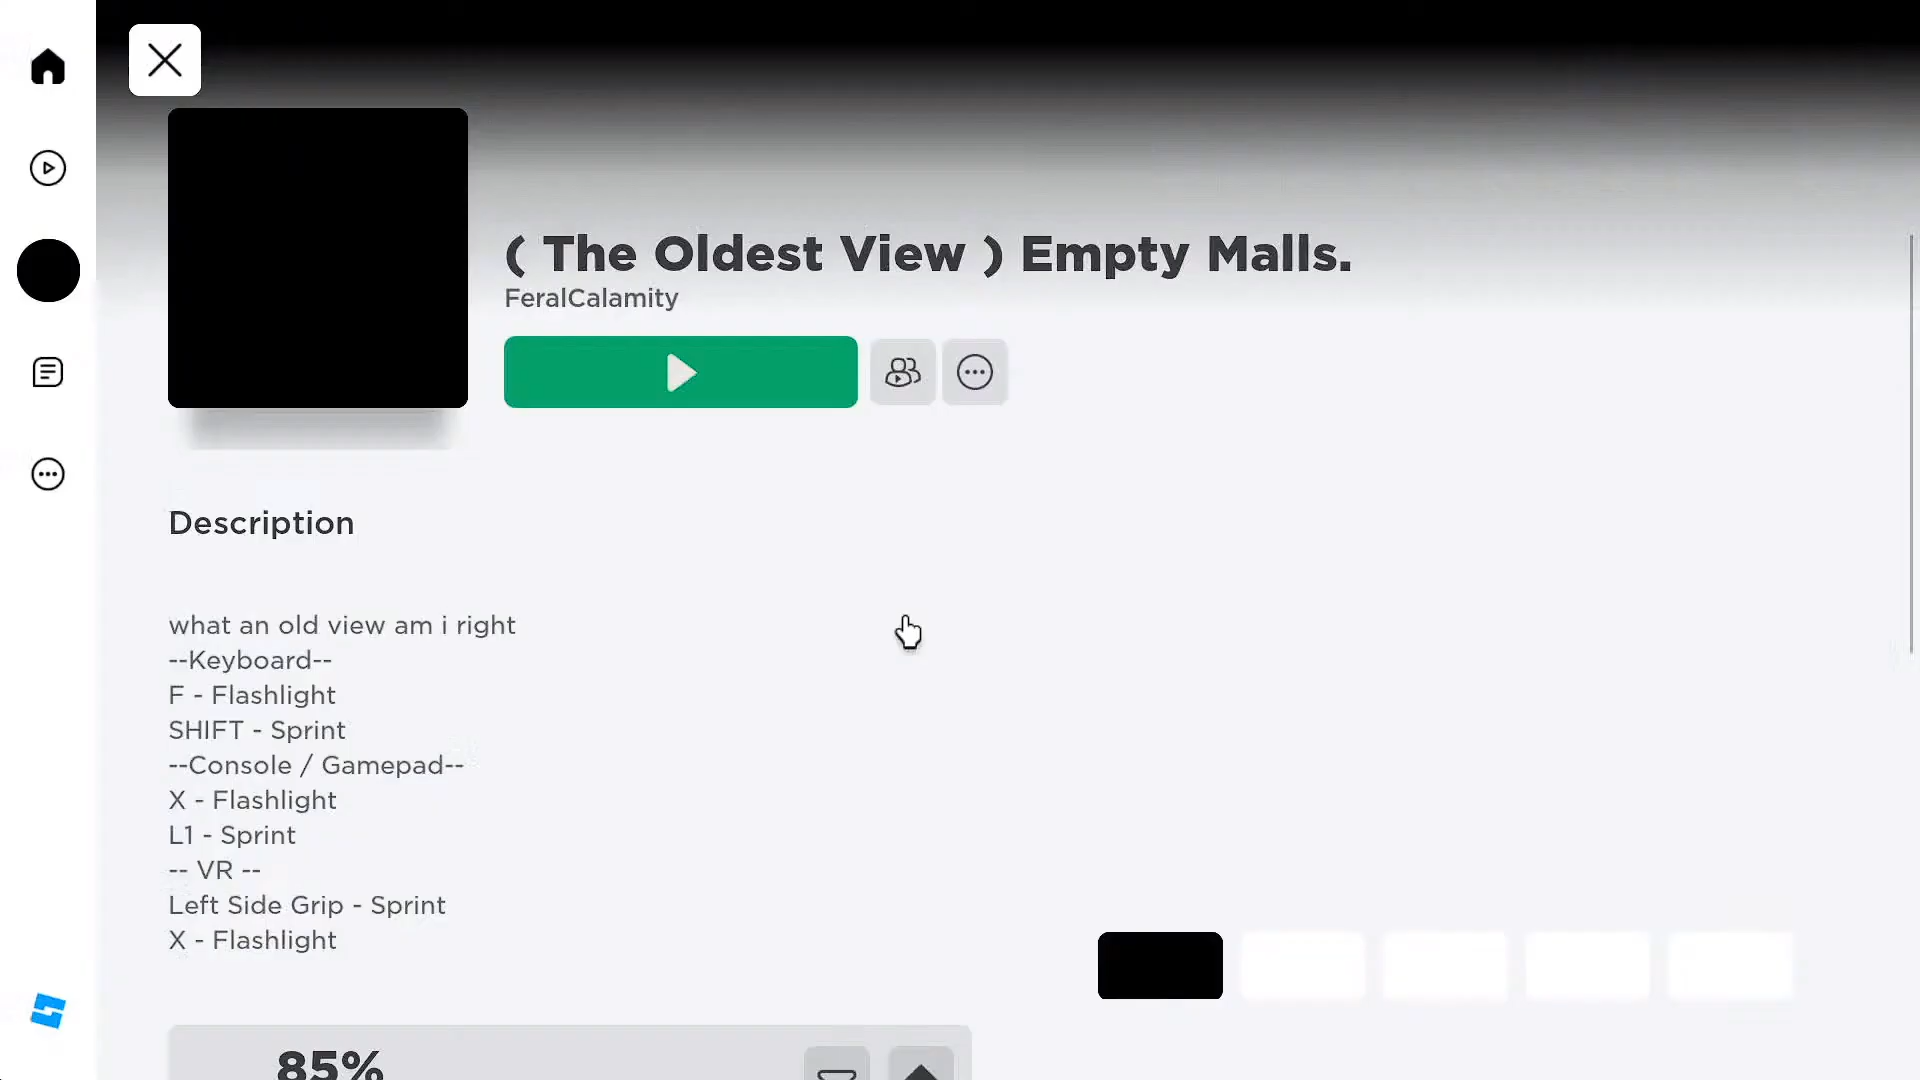 ( The Oldest View ) Empty Malls.
FeralCalamity
Description
what an old view am i right
--Keyboard--
F - Flashlight
SHIFT - Sprint
--Console / Gamepad--
X - Flashlight
L1 - Sprint
-- VR --
Left Side Grip - Sprint
X - Flashlight
85%